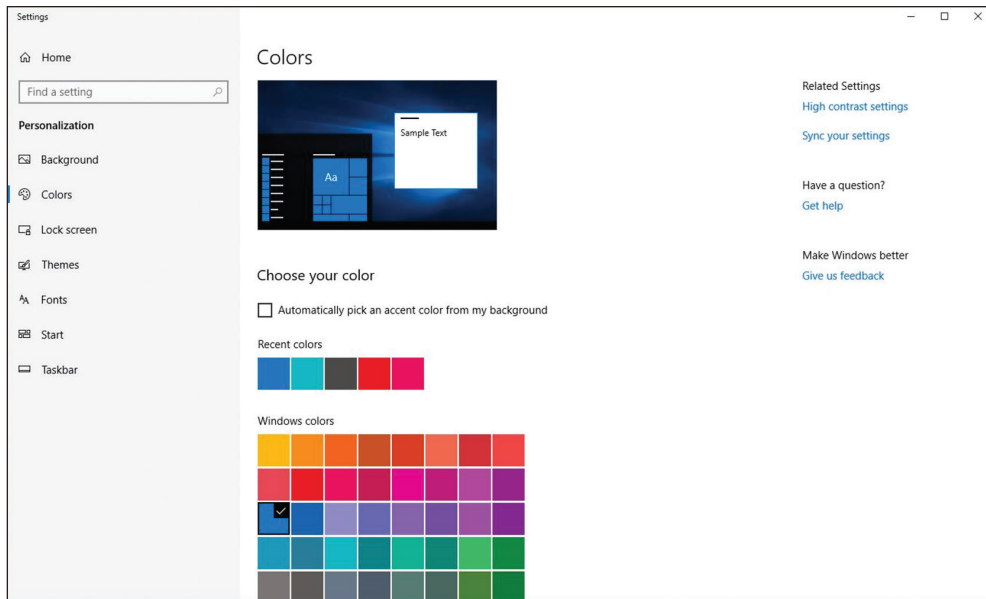 Settings
Home
Find a setting
Personalization
Background
Colors
Lock screen
Themes
Fonts
Start
Taskbar
Colors
Sample Text
Aa
Choose your color
Automatically pick an accent color from my background
Recent colors
Windows colors
Related Settings
High contrast settings
Sync your settings
Have a question?
Get help
Make Windows better
Give us feedback